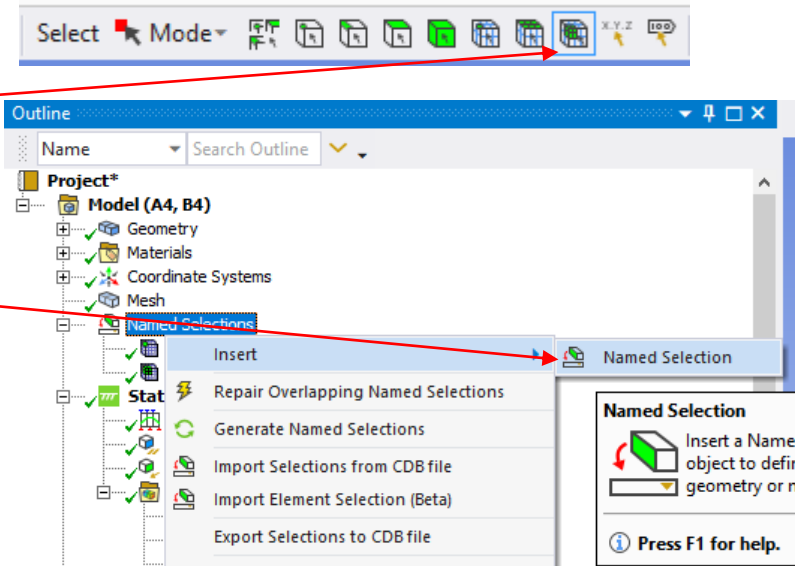 Select Mode X.Y.Z
Outline
Name Search Outline
Project*
Model (A4, B4)
Geometry
Materials
Coordinate Systems
Mesh
Named Selections
Insert
Named Selection
Stat
Repair Overlapping Named Selections
Generate Named Selections
Import Selections from CDB file
Import Element Selection (Beta)
Export Selections to CDB file
Named Selection
Insert a Name
object to defin
geometry or
Press F1 for help.